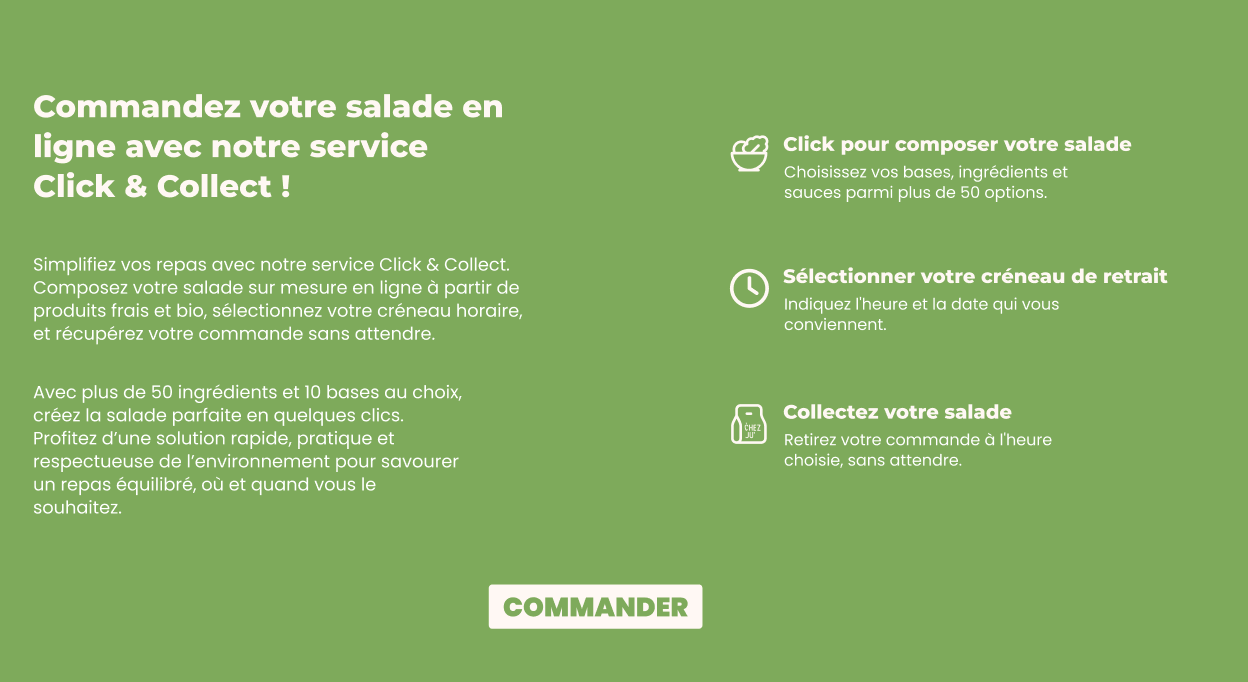 Commandez votre salade en
ligne avec notre service
Click & Collect !
Simplifiez vos repas avec notre service Click & Collect.
Composez votre salade sur mesure en ligne à partir de
produits frais et bio, sélectionnez votre créneau horaire,
et récupérez votre commande sans attendre.
Avec plus de 50 ingrédients et 10 bases au choix,
créez la salade parfaite en quelques clics.
Profitez d’une solution rapide, pratique et
respectueuse de l’environnement pour savourer
un repas équilibré, où et quand vous le
souhaitez.
Click pour composer votre salade
Choisissez vos bases, ingrédients et
sauces parmi plus de 50 options.
Sélectionner votre créneau de retrait
Indiquez l'heure et la date qui vous
conviennent.
CHEZ
JU'
Collectez votre salade
Retirez votre commande à l'heure
choisie, sans attendre.
COMMANDER